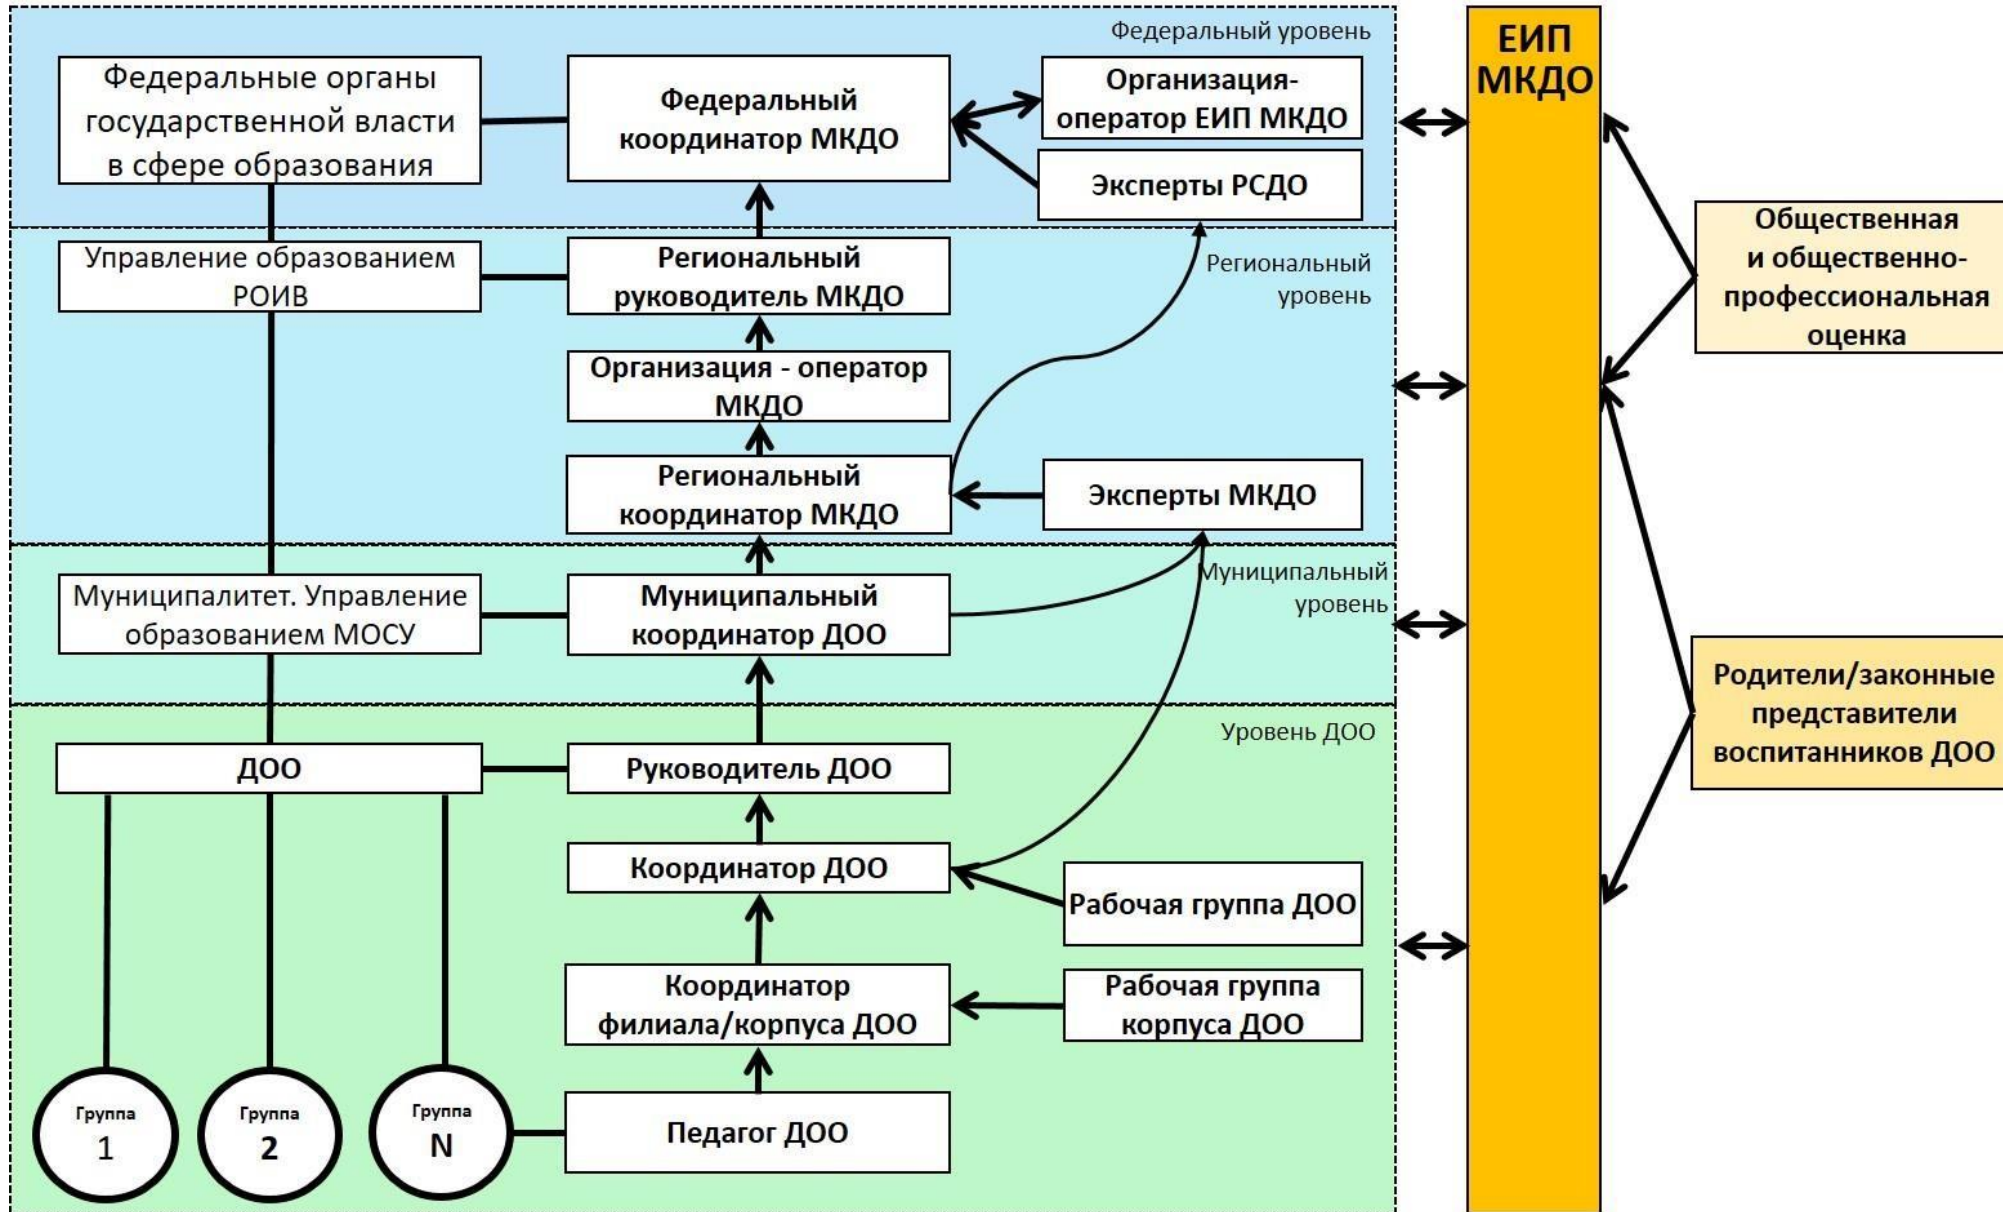 Федеральный уровень
Федеральные органы
государственной власти
в сфере образования
Федеральный
координатор МКДО
Организация-
оператор ЕИП МКДО
Эксперты РСДО
Региональный
уровень
Управление образованием
РОИВ
Региональный
руководитель МКДО
Организация - оператор
МКДО
Региональный
координатор МКДО
Эксперты МКДО
Муниципальный
уровень
Муниципалитет. Управление
образованием МОСУ
Муниципальный
координатор ДОО
Уровень ДОО
ДОО
Руководитель ДОО
Координатор ДОО
Рабочая группа ДОО
Координатор
филиала/корпуса ДОО
Рабочая группа
корпуса ДОО
Группа
1
Группа
2
Группа
N
Педагог ДОО
ЕИП
МКДО
Общественная
и общественно-
профессиональная
оценка
Родители/законные
представители
воспитанников ДОО